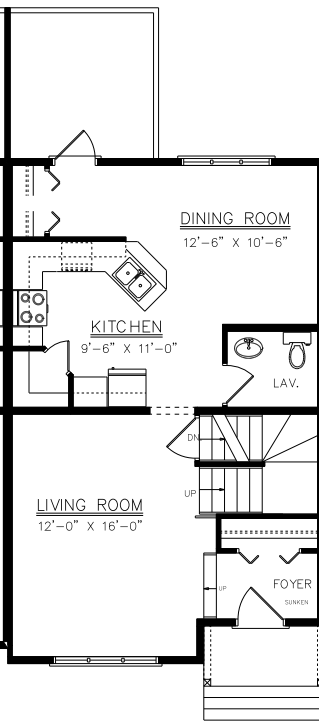 DINING ROOM
12'-6" X 10'-6"
KITCHEN
9'-6" X 11'-0"
LAV.
DN
UP
LIVING ROOM
12'-0" X 16'-0"
FOYER
UP
SUNKEN